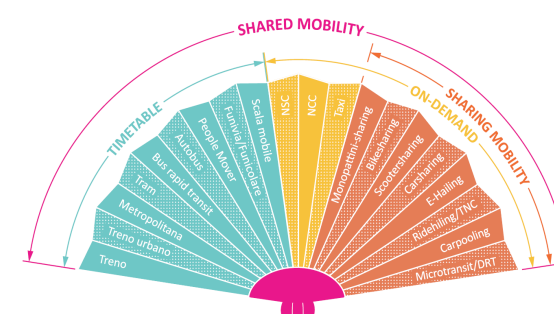 SHARED MOBILITY
TIMETABLE
ON-DEMAND
SHARING MOBILITY
Treno
Treno urbano
Metropolitana
Tram
Bus rapid transit
Autobus
People Mover
Funivia/Funicolare
Scala mobile
NSC
NCC
Taxi
Monopattini-sharing
Bikesharing
Scootersharing
Carsharing
E-Hailing
Ridehiling/TNC
Carpooling
Microtransit/DRT